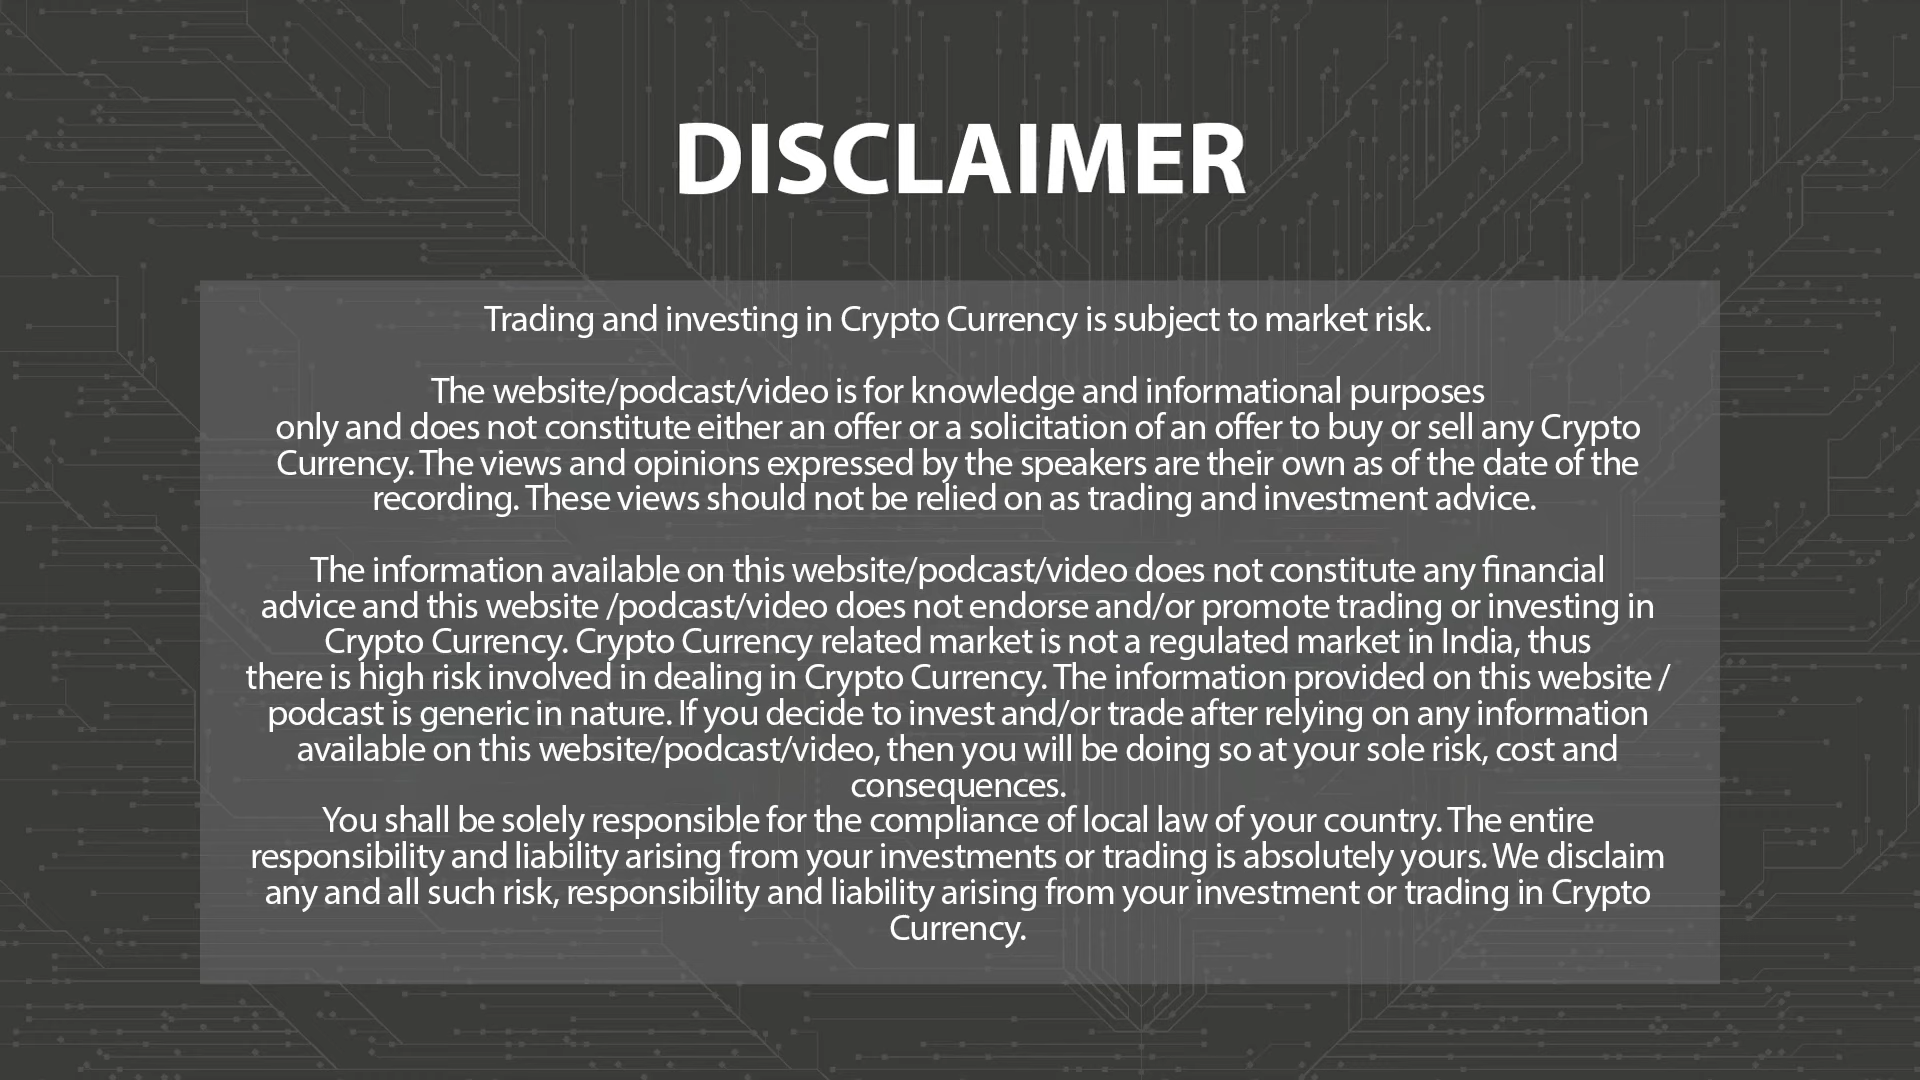 DISCLAIMER
Trading and investing in Crypto Currency is subject to market risk.
The website/podcast/video is for knowledge and informational purposes
only and does not constitute either an offer or a solicitation of an offer to buy or sell any Crypto
Currency. The views and opinions expressed by the speakers are their own as of the date of the
recording. These views should not be relied on as trading and investment advice.
The information available on this website/podcast/video does not constitute any financial
advice and this website /podcast/video does not endorse and/or promote trading or investing in
Crypto Currency. Crypto Currency related market is not a regulated market in India, thus
there is high risk involved in dealing in Crypto Currency. The information provided on this website /
podcast is generic in nature. If you decide to invest and/or trade after relying on any information
available on this website/podcast/video, then you will be doing so at your sole risk, cost and
consequences.
You shall be solely responsible for the compliance of local law of your country. The entire
responsibility and liability arising from your investments or trading is absolutely yours. We disclaim
any and all such risk, responsibility and liability arising from your investment or trading in Crypto
Currency.